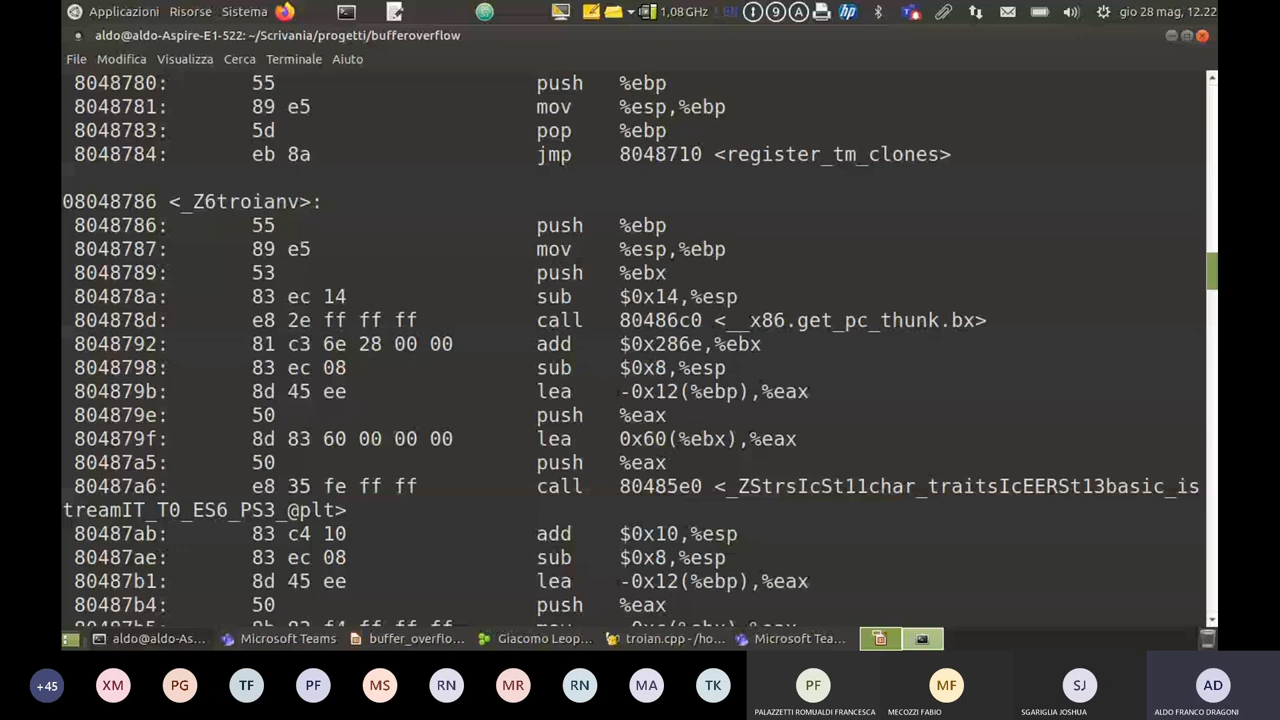 Applicazioni Risorse Sistema 1,08 GHz 9 A hp gio 28 mag, 12.22
aldo@aldo-Aspire-E1-522: ~/Scrivania/progetti/bufferoverflow
File Modifica Visualizza Cerca Terminale Aiuto
8048780: 55 push %ebp
8048781: 89 e5 mov %esp,%ebp
8048783: 5d pop %ebp
8048784: eb 8a jmp 8048710 <register_tm_clones>
08048786 <_Z6troianv>:
8048786: 55 push %ebp
8048787: 89 e5 mov %esp,%ebp
8048789: 53 push %ebx
804878a: 83 ec 14 sub $0x14,%esp
804878d: e8 2e ff ff ff call 80486c0 <__x86.get_pc_thunk.bx>
8048792: 81 c3 6e 28 00 00 add $0x286e,%ebx
8048798: 83 ec 08 sub $0x8,%esp
804879b: 8d 45 ee lea -0x12(%ebp),%eax
804879e: 50 push %eax
804879f: 8d 83 60 00 00 00 lea 0x60(%ebx),%eax
80487a5: 50 push %eax
80487a6: e8 35 fe ff ff call 80485e0 <_ZStrsIcSt11char_traitsIcEERSt13basic_is
treamIT_T0_ES6_PS3_@plt>
80487ab: 83 c4 10 add $0x10,%esp
80487ae: 83 ec 08 sub $0x8,%esp
80487b1: 8d 45 ee lea -0x12(%ebp),%eax
80487b4: 50 push %eax
aldo@aldo-As... Microsoft Teams buffer_overflo... Giacomo Leop... troian.cpp - /ho... Microsoft Tea...
+45 XM PG TF PF MS RN MR RN MA TK PF MF SJ AD
PALAZZETTI ROMUALDI FRANCESCA MECOZZI FABIO SGARIGLIA JOSHUA ALDO FRANCO DRAGONI